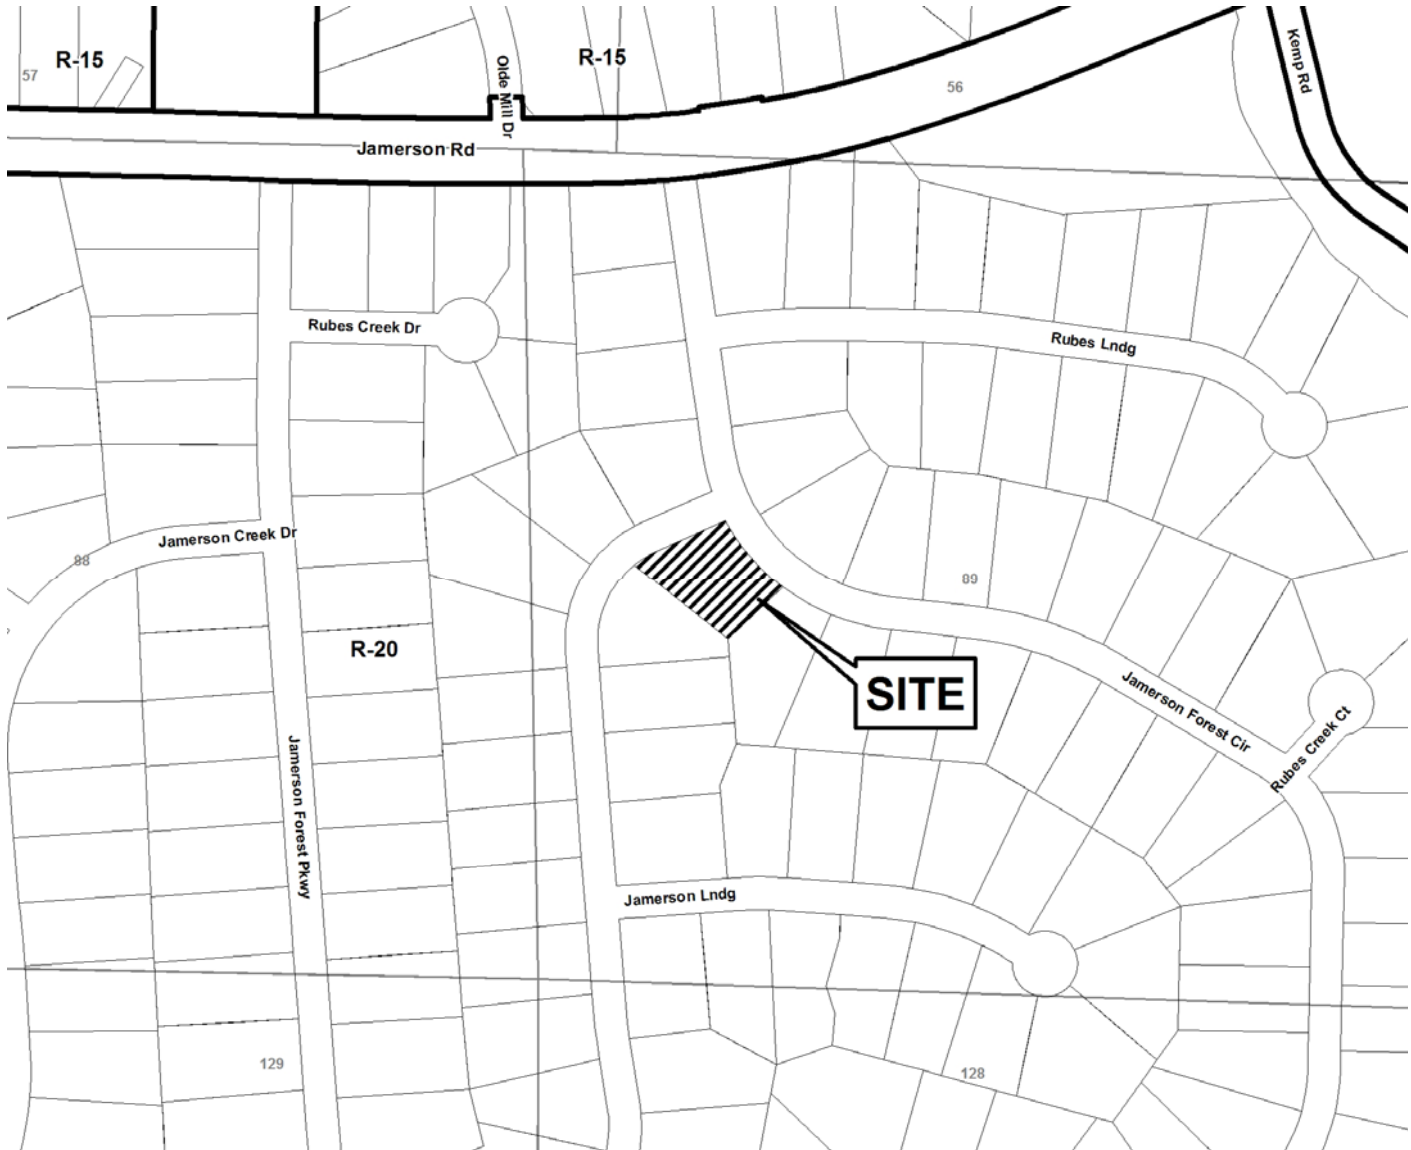 R-15
R-15
57
Olde Mill Dr
56
Kemp Rd
Jamerson Rd
Rubes Creek Dr
Rubes Lndg
Jamerson Creek Dr
88
89
R-20
SITE
Jamerson Forest Cir
Rubes Creek Ct
Jamerson Forest Pkwy
Jamerson Lndg
129
128